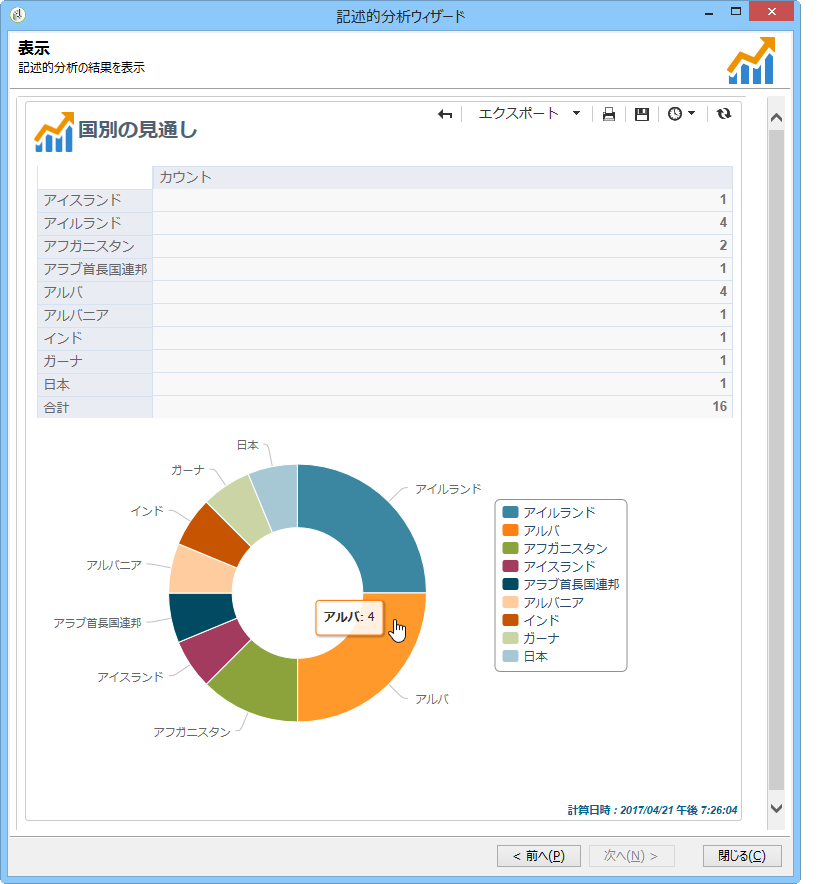 記述的分析ウィザード
表示
記述的分析の結果を表示
エクスポート
国別の見通し
カウント
アイスランド 1
アイルランド 4
アフガニスタン 2
アラブ首長国連邦 1
アルバ 4
アルバニア 1
インド 1
ガーナ 1
日本 1
合計 16
日本
ガーナ
インド
アルバニア
アラブ首長国連邦
アイスランド
アフガニスタン
アイルランド
アルバ
アルバ: 4
アイルランド
アルバ
アフガニスタン
アイスランド
アラブ首長国連邦
アルバニア
インド
ガーナ
日本
計算日時：2017/04/21 午後 7:26:04
< 前へ(P) 次へ(N) > 閉じる(C)